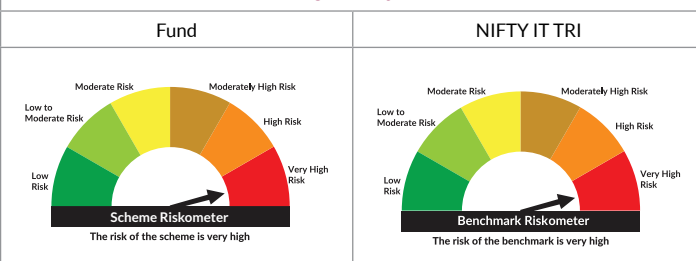 Fund
NIFTY IT TRI
Moderate Risk
Moderately High Risk
Low to
Moderate Risk
High Risk
Low
Risk
Very High
Risk
Scheme Riskometer
The risk of the scheme is very high
Moderate Risk
Moderately High Risk
Low to
Moderate Risk
High Risk
Low
Risk
Very High
Risk
Benchmark Riskometer
The risk of the benchmark is very high